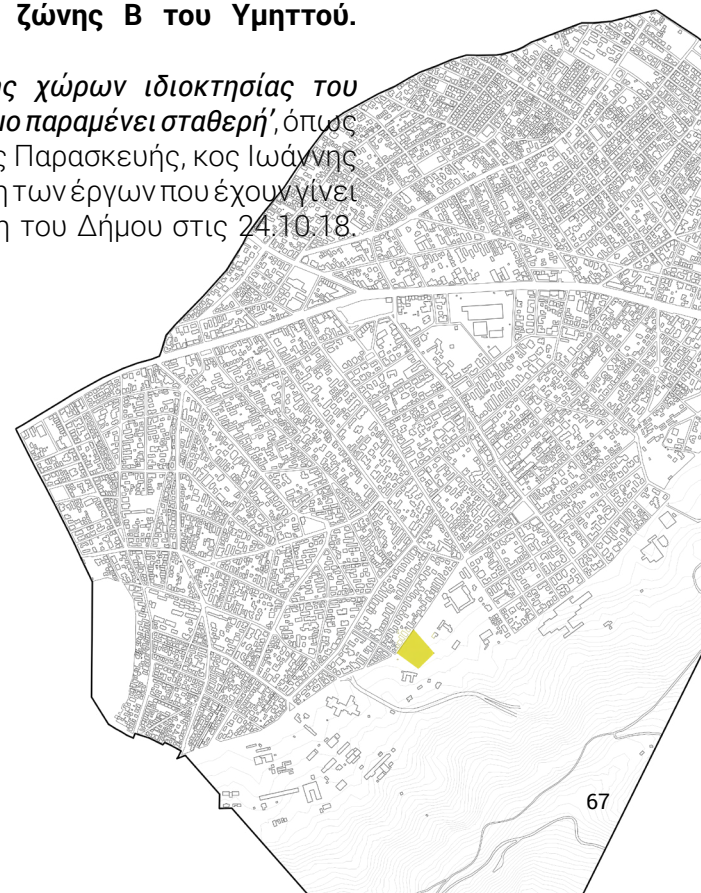 ζώνης Β του Υμηττού.
χώρων ιδιοκτησίας του
παραμένει σταθερή’, όπως
Παρασκευής, κος Ιωάννης
των έργων που έχουν γίνει
του Δήμου στις 24.10.18.
67